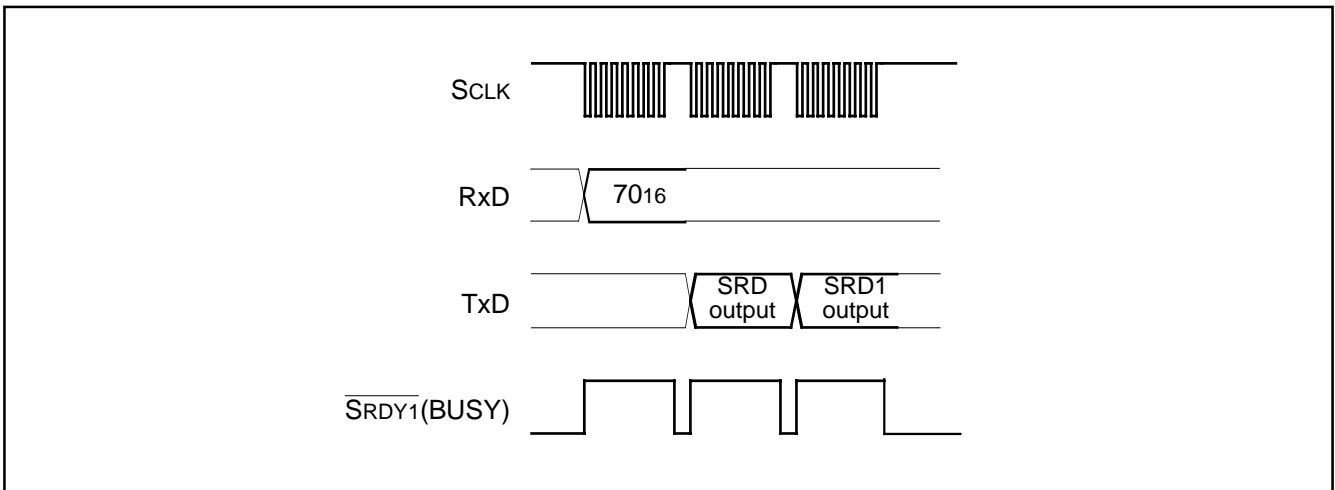 SCLK
RxD
7016
TxD
SRD
output
SRD1
output
SRDY1(BUSY)